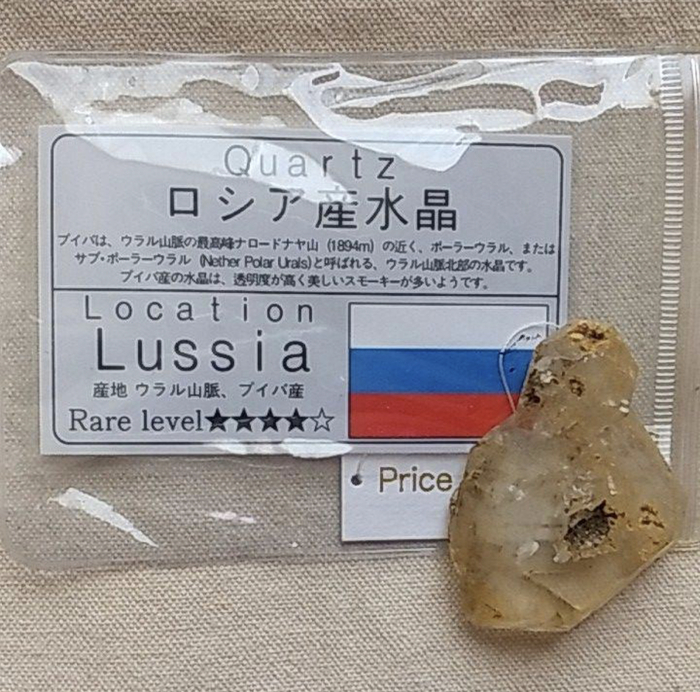 Quartz
ロシア産水晶
プイバは、ウラル山脈の最高峰ナロードナヤ山（1894m）の近く、ポーラーウラル、または
サブ・ポーラーウラル（Nether Polar Urals)と呼ばれる、ウラル山脈北部の水晶です。
プイバ産の水晶は、透明度が高く美しいスモーキーが多いようです。
Location
Lussia
産地 ウラル山脈、プイバ産
Rare level★★★★☆
Price